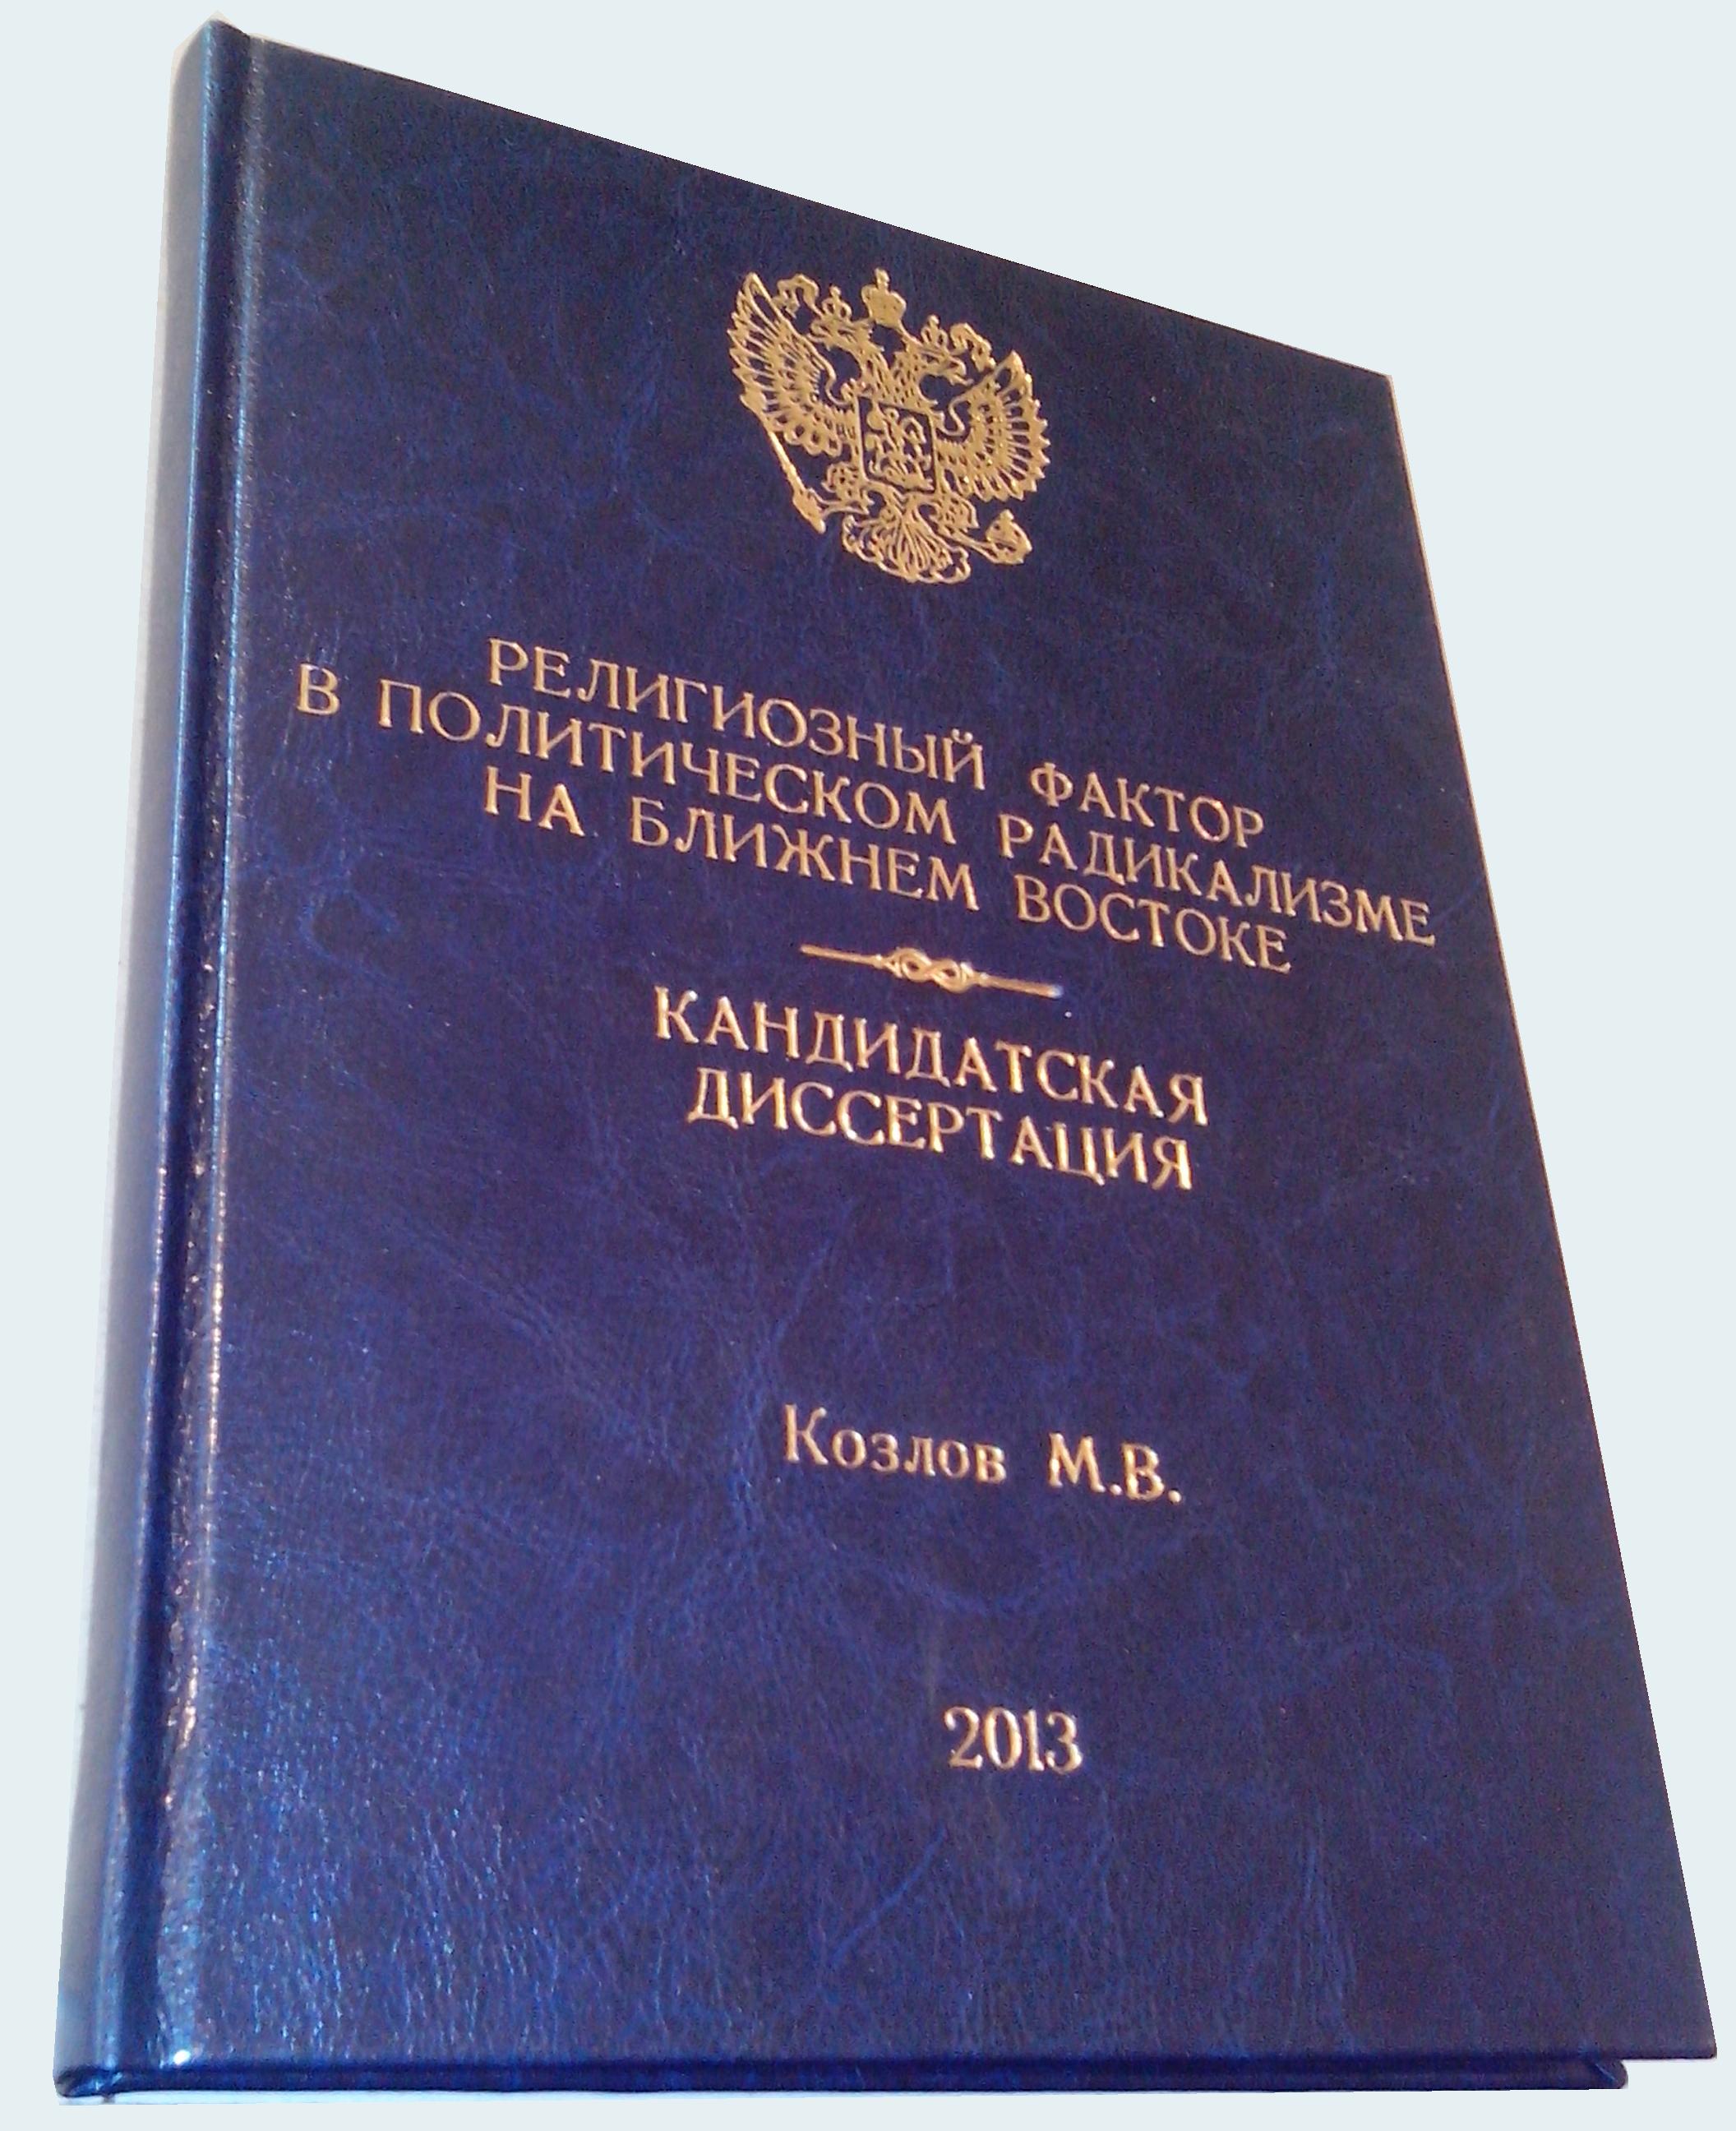 РЕЛИГИОЗНЫЙ ФАКТОР
В ПОЛИТИЧЕСКОМ РАДИКАЛИЗМЕ
НА БЛИЖНЕМ ВОСТОКЕ
КАНДИДАТСКАЯ
ДИССЕРТАЦИЯ
Козлов М.В.
2013